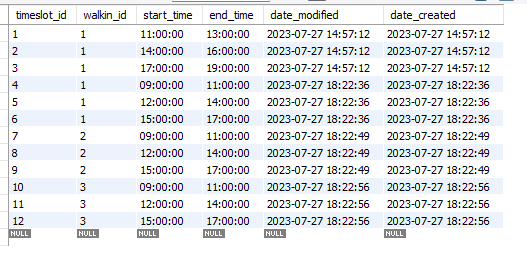 timeslot_id walkin_id start_time end_time date_modified date_created
1 1 11:00:00 13:00:00 2023-07-27 14:57:12 2023-07-27 14:57:12
2 1 14:00:00 16:00:00 2023-07-27 14:57:12 2023-07-27 14:57:12
3 1 17:00:00 19:00:00 2023-07-27 14:57:12 2023-07-27 14:57:12
4 1 09:00:00 11:00:00 2023-07-27 18:22:36 2023-07-27 18:22:36
5 1 12:00:00 14:00:00 2023-07-27 18:22:36 2023-07-27 18:22:36
6 1 15:00:00 17:00:00 2023-07-27 18:22:36 2023-07-27 18:22:36
7 2 09:00:00 11:00:00 2023-07-27 18:22:49 2023-07-27 18:22:49
8 2 12:00:00 14:00:00 2023-07-27 18:22:49 2023-07-27 18:22:49
9 2 15:00:00 17:00:00 2023-07-27 18:22:49 2023-07-27 18:22:49
10 3 09:00:00 11:00:00 2023-07-27 18:22:56 2023-07-27 18:22:56
11 3 12:00:00 14:00:00 2023-07-27 18:22:56 2023-07-27 18:22:56
12 3 15:00:00 17:00:00 2023-07-27 18:22:56 2023-07-27 18:22:56
NULL NULL NULL NULL NULL NULL